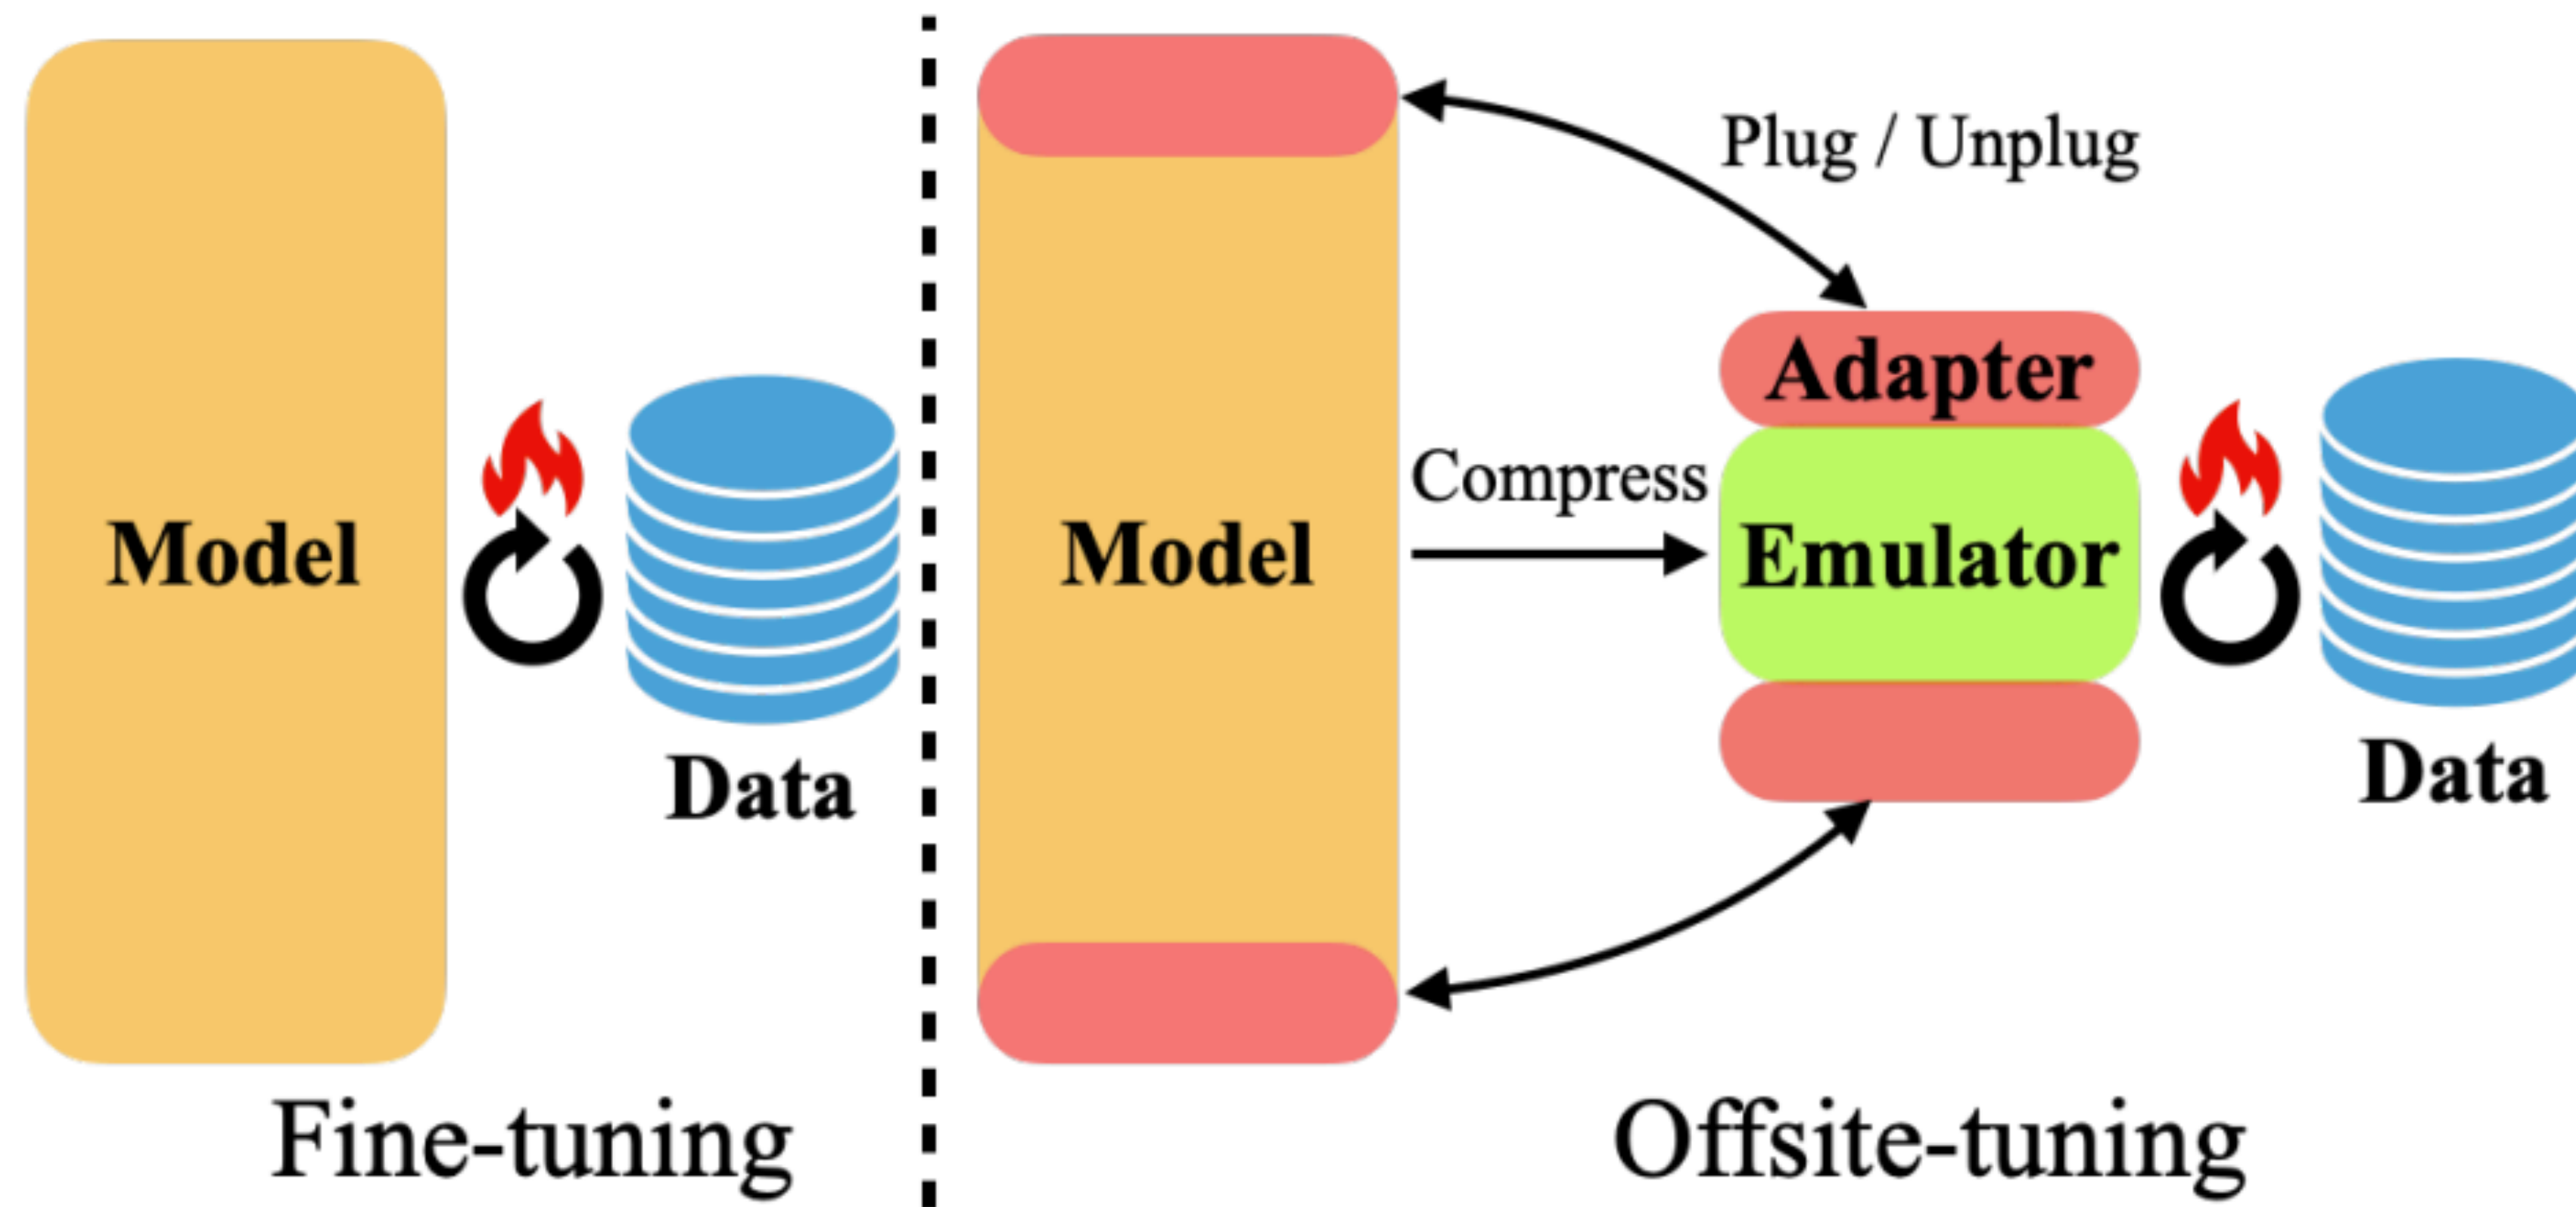 Model
Data
Fine-tuning
Model
Plug / Unplug
Compress
Adapter
Emulator
Data
Offsite-tuning